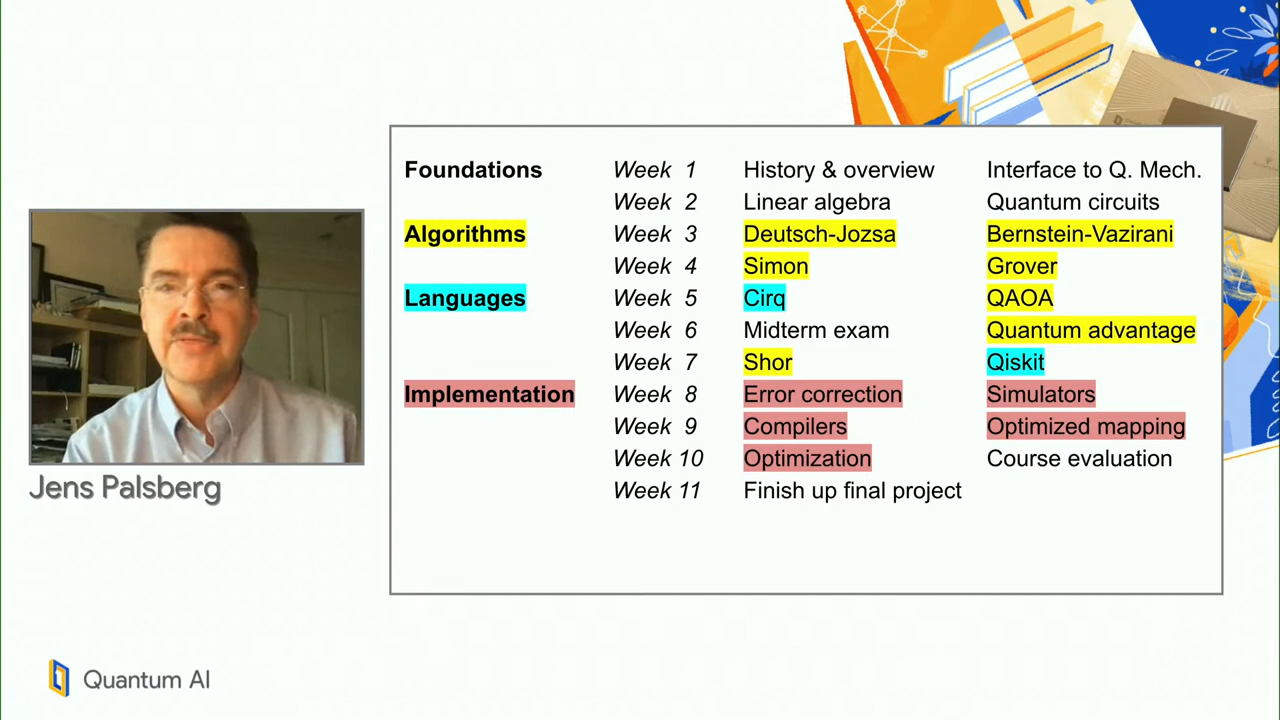 Foundations Week 1 History & overview Interface to Q. Mech.
Week 2 Linear algebra Quantum circuits
Algorithms Week 3 Deutsch-Jozsa Bernstein-Vazirani
Week 4 Simon Grover
Languages Week 5 Cirq QAOA
Week 6 Midterm exam Quantum advantage
Week 7 Shor Qiskit
Implementation Week 8 Error correction Simulators
Week 9 Compilers Optimized mapping
Week 10 Optimization Course evaluation
Week 11 Finish up final project
Jens Palsberg
Quantum AI